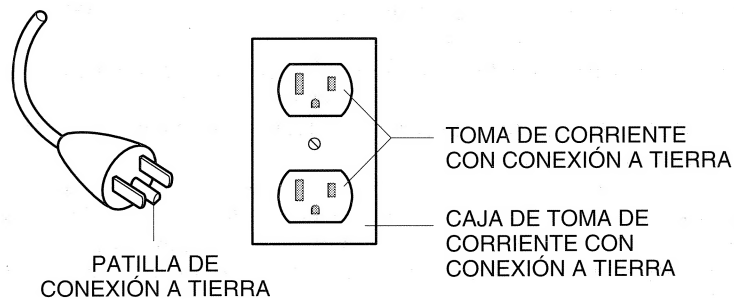 TOMA DE CORRIENTE
CON CONEXIÓN A TIERRA
CAJA DE TOMA DE
CORRIENTE CON
CONEXIÓN A TIERRA
PATILLA DE
CONEXIÓN A TIERRA